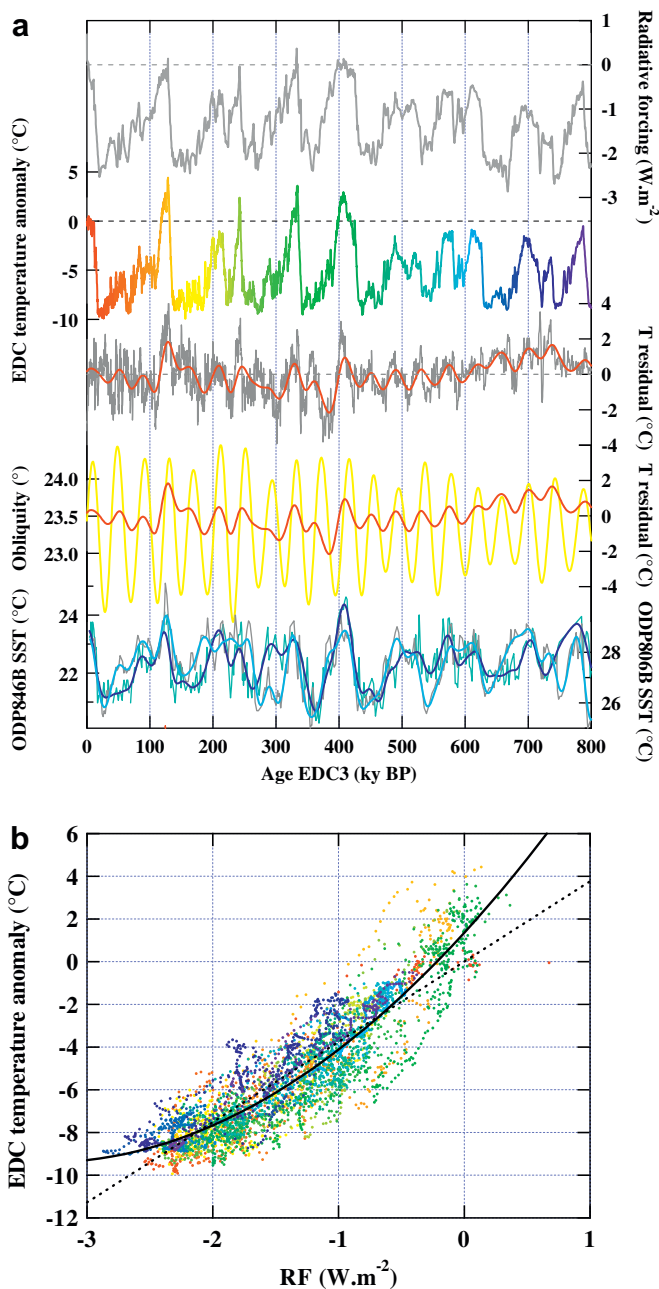 a
1
0
-1
-2
-3
Radiative forcing
(W.m-2)
EDC temperature anomaly (°C)
5
0
-5
-10
4
2
0
-2
-4
T residual (°C)
Obliquity (°)
24.0
23.5
23.0
4
2
0
-2
-4
T residual (°C)
ODP846B SST (°C)
24
22
28
26
ODP806B SST (°C)
0 100 200 300 400 500 600 700 800
Age EDC3 (ky BP)
b
EDC temperature anomaly (°C)
6
4
2
0
-2
-4
-6
-8
-10
-12
-3 -2 -1 0 1
RF (W.m-2)